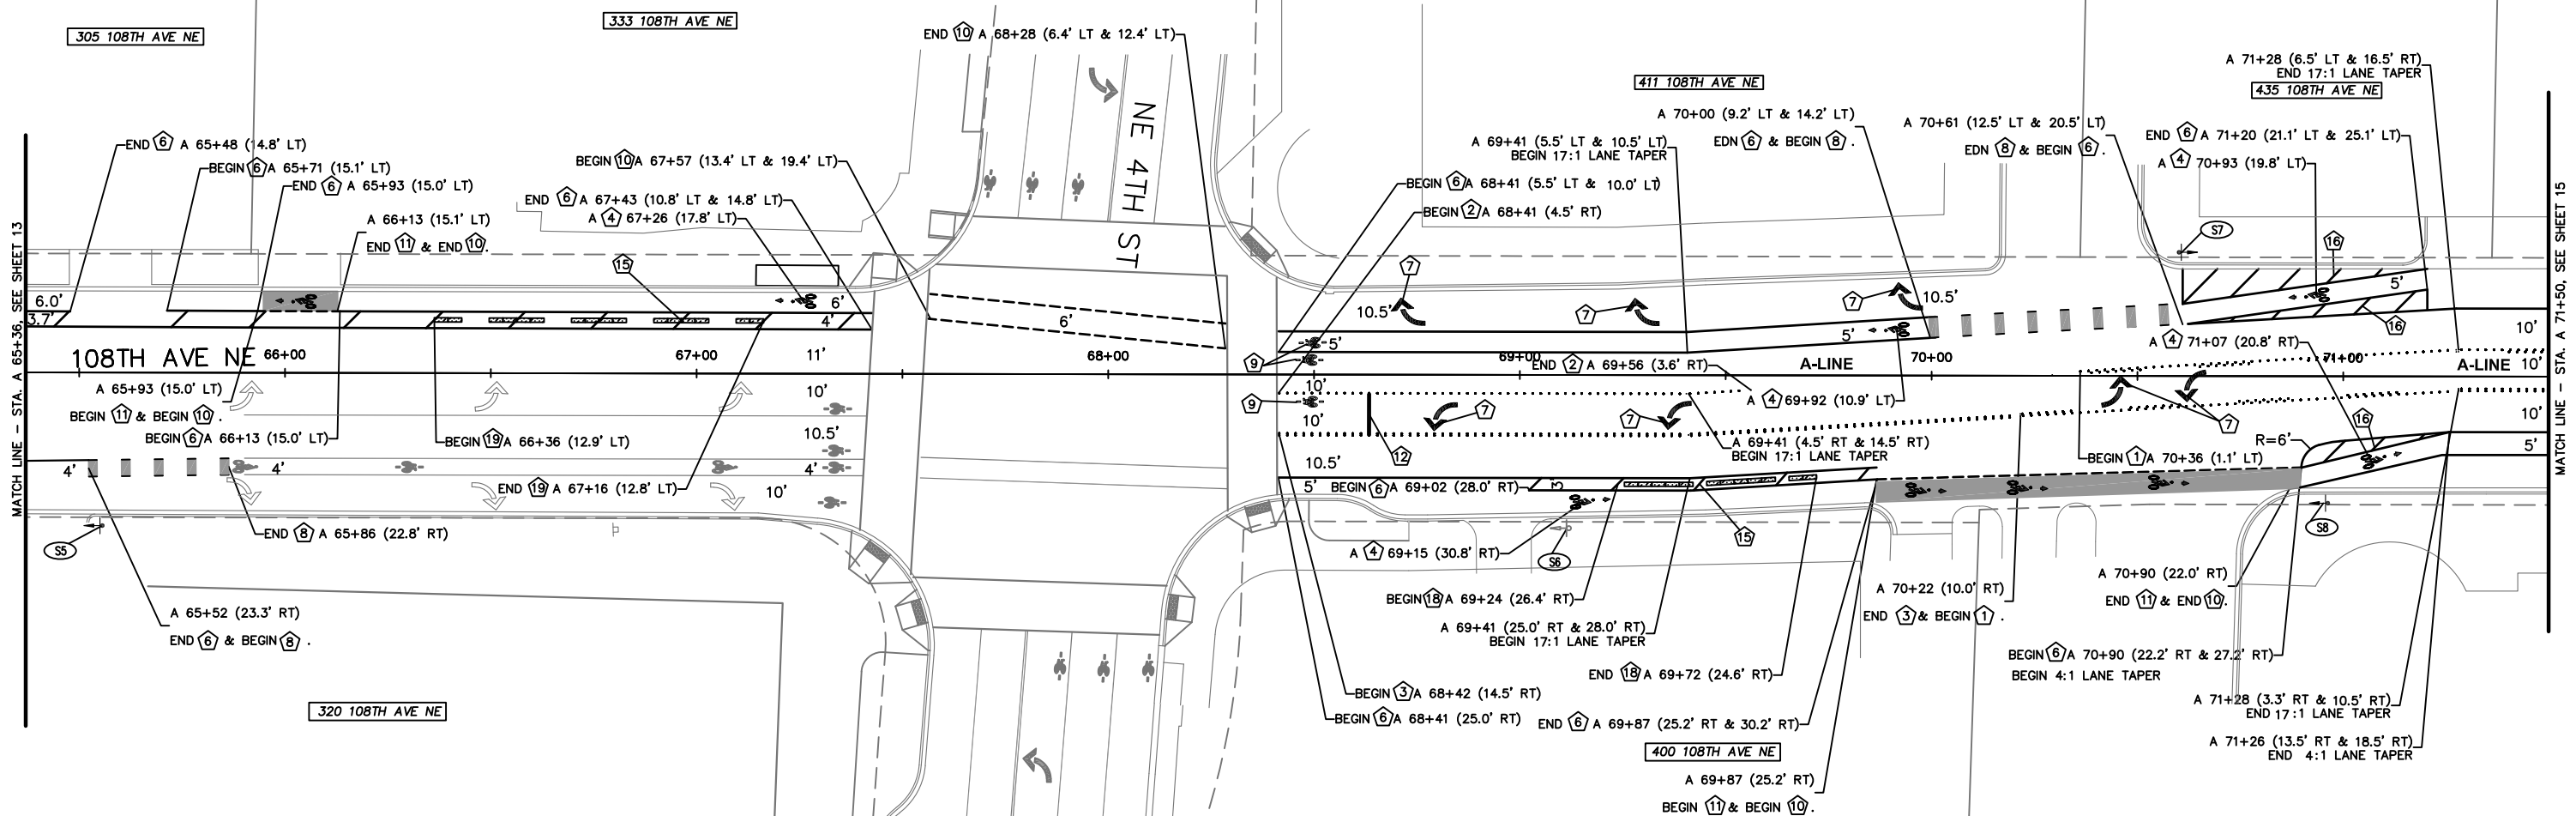 305 108TH AVE NE
333 108TH AVE NE
END 10 A 68+28 (6.4' LT & 12.4' LT)
NE 4TH ST
411 108TH AVE NE
A 71+28 (6.5' LT & 16.5' RT)
END 17:1 LANE TAPER
435 108TH AVE NE
END 6 A 65+48 (14.8' LT)
BEGIN 6 A 65+71 (15.1' LT)
END 6 A 65+93 (15.0' LT)
A 66+13 (15.1' LT)
END 11 & END 10.
BEGIN 10 A 67+57 (13.4' LT & 19.4' LT)
END 6 A 67+43 (10.8' LT & 14.8' LT)
A 4 67+26 (17.8' LT)
15
A 69+41 (5.5' LT & 10.5' LT)
BEGIN 17:1 LANE TAPER
BEGIN 6 A 68+41 (5.5' LT & 10.0' LT)
BEGIN 2 A 68+41 (4.5' RT)
A 70+00 (9.2' LT & 14.2' LT)
EDN 6 & BEGIN 8 .
A 70+61 (12.5' LT & 20.5' LT)
EDN 8 & BEGIN 6 .
END 6 A 71+20 (21.1' LT & 25.1' LT)
A 4 70+93 (19.8' LT)
S7
16
7
7
7
MATCH LINE - STA. A 65+36, SEE SHEET 13
6.0'
3.7'
6'
4'
6'
10.5'
10.5'
5'
5'
5'
16
10'
108TH AVE NE
66+00
67+00
11'
68+00
9
69+00
A-LINE
70+00
A 4 71+07 (20.8' RT)
71+00
A-LINE
10'
MATCH LINE - STA. A 71+50, SEE SHEET 15
A 65+93 (15.0' LT)
BEGIN 11 & BEGIN 10 .
BEGIN 6 A 66+13 (15.0' LT)
BEGIN 19 A 66+36 (12.9' LT)
END 19 A 67+16 (12.8' LT)
10'
10.5'
4'
10'
4'
4'
END 8 A 65+86 (22.8' RT)
S5
A 65+52 (23.3' RT)
END 6 & BEGIN 8 .
320 108TH AVE NE
9
10'
10'
END 2 A 69+56 (3.6' RT)
A 4 69+92 (10.9' LT)
7
7
7
12
A 69+41 (4.5' RT & 14.5' RT)
BEGIN 17:1 LANE TAPER
BEGIN 1 A 70+36 (1.1' LT)
R=6'
16
10'
5'
10.5'
5'
BEGIN 6 A 69+02 (28.0' RT)
3'
15
A 4 69+15 (30.8' RT)
S6
S8
BEGIN 18 A 69+24 (26.4' RT)
A 69+41 (25.0' RT & 28.0' RT)
BEGIN 17:1 LANE TAPER
END 18 A 69+72 (24.6' RT)
BEGIN 3 A 68+42 (14.5' RT)
BEGIN 6 A 68+41 (25.0' RT)
END 6 A 69+87 (25.2' RT & 30.2' RT)
400 108TH AVE NE
A 69+87 (25.2' RT)
BEGIN 11 & BEGIN 10 .
A 70+22 (10.0' RT)
END 3 & BEGIN 1 .
A 70+90 (22.0' RT)
END 11 & END 10.
BEGIN 6 A 70+90 (22.2' RT & 27.2' RT)
BEGIN 4:1 LANE TAPER
A 71+28 (3.3' RT & 10.5' RT)
END 17:1 LANE TAPER
A 71+26 (13.5' RT & 18.5' RT)
END 4:1 LANE TAPER